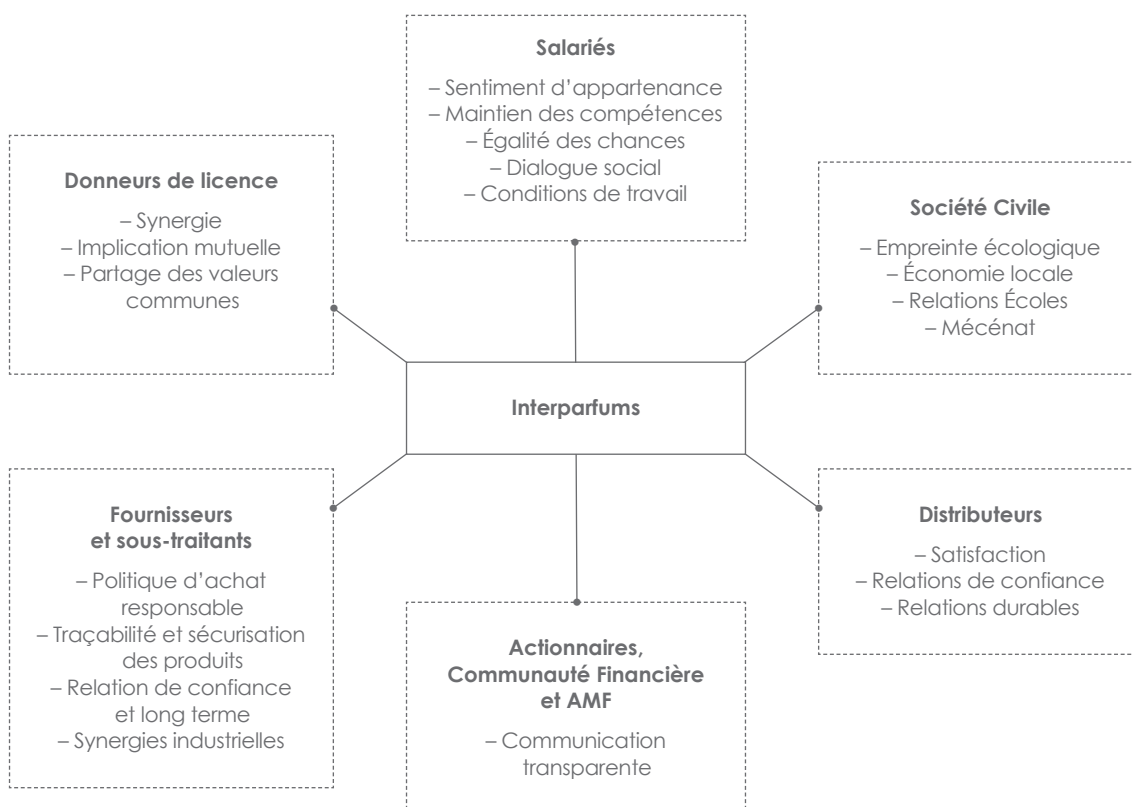 Salariés
– Sentiment d’appartenance
– Maintien des compétences
– Égalité des chances
– Dialogue social
– Conditions de travail
Donneurs de licence
– Synergie
– Implication mutuelle
– Partage des valeurs
communes
Société Civile
– Empreinte écologique
– Économie locale
– Relations Écoles
– Mécénat
Interparfums
Fournisseurs
et sous-traitants
– Politique d’achat
responsable
– Traçabilité et sécurisation
des produits
– Relation de confiance
et long terme
– Synergies industrielles
Actionnaires,
Communauté Financière
et AMF
– Communication
transparente
Distributeurs
– Satisfaction
– Relations de confiance
– Relations durables